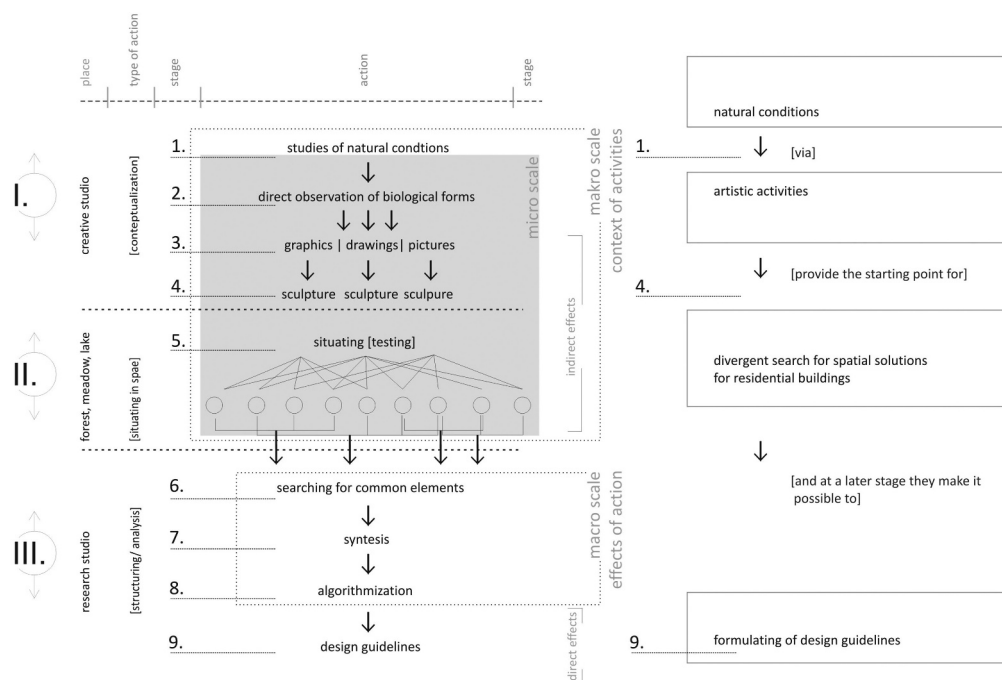 place
type of action
stage
action
stage
I.
creative studio
[conteptualization]
1.
studies of natural condtions
2.
direct observation of biological forms
3.
graphics | drawings| pictures
4.
sculpture sculpture sculpure
micro scale
makro scale
context of activities
indirect effects
II.
forest, meadow, lake
[situating in spae]
5.
situating [testing]
III.
research studio
[structuring/ analysis]
6.
searching for common elements
7.
syntesis
8.
algorithmization
9.
design guidelines
macro scale
effects of action
direct effects
natural conditions
1.
[via]
artistic activities
[provide the starting point for]
4.
divergent search for spatial solutions
for residential buildings
[and at a later stage they make it
possible to]
9.
formulating of design guidelines